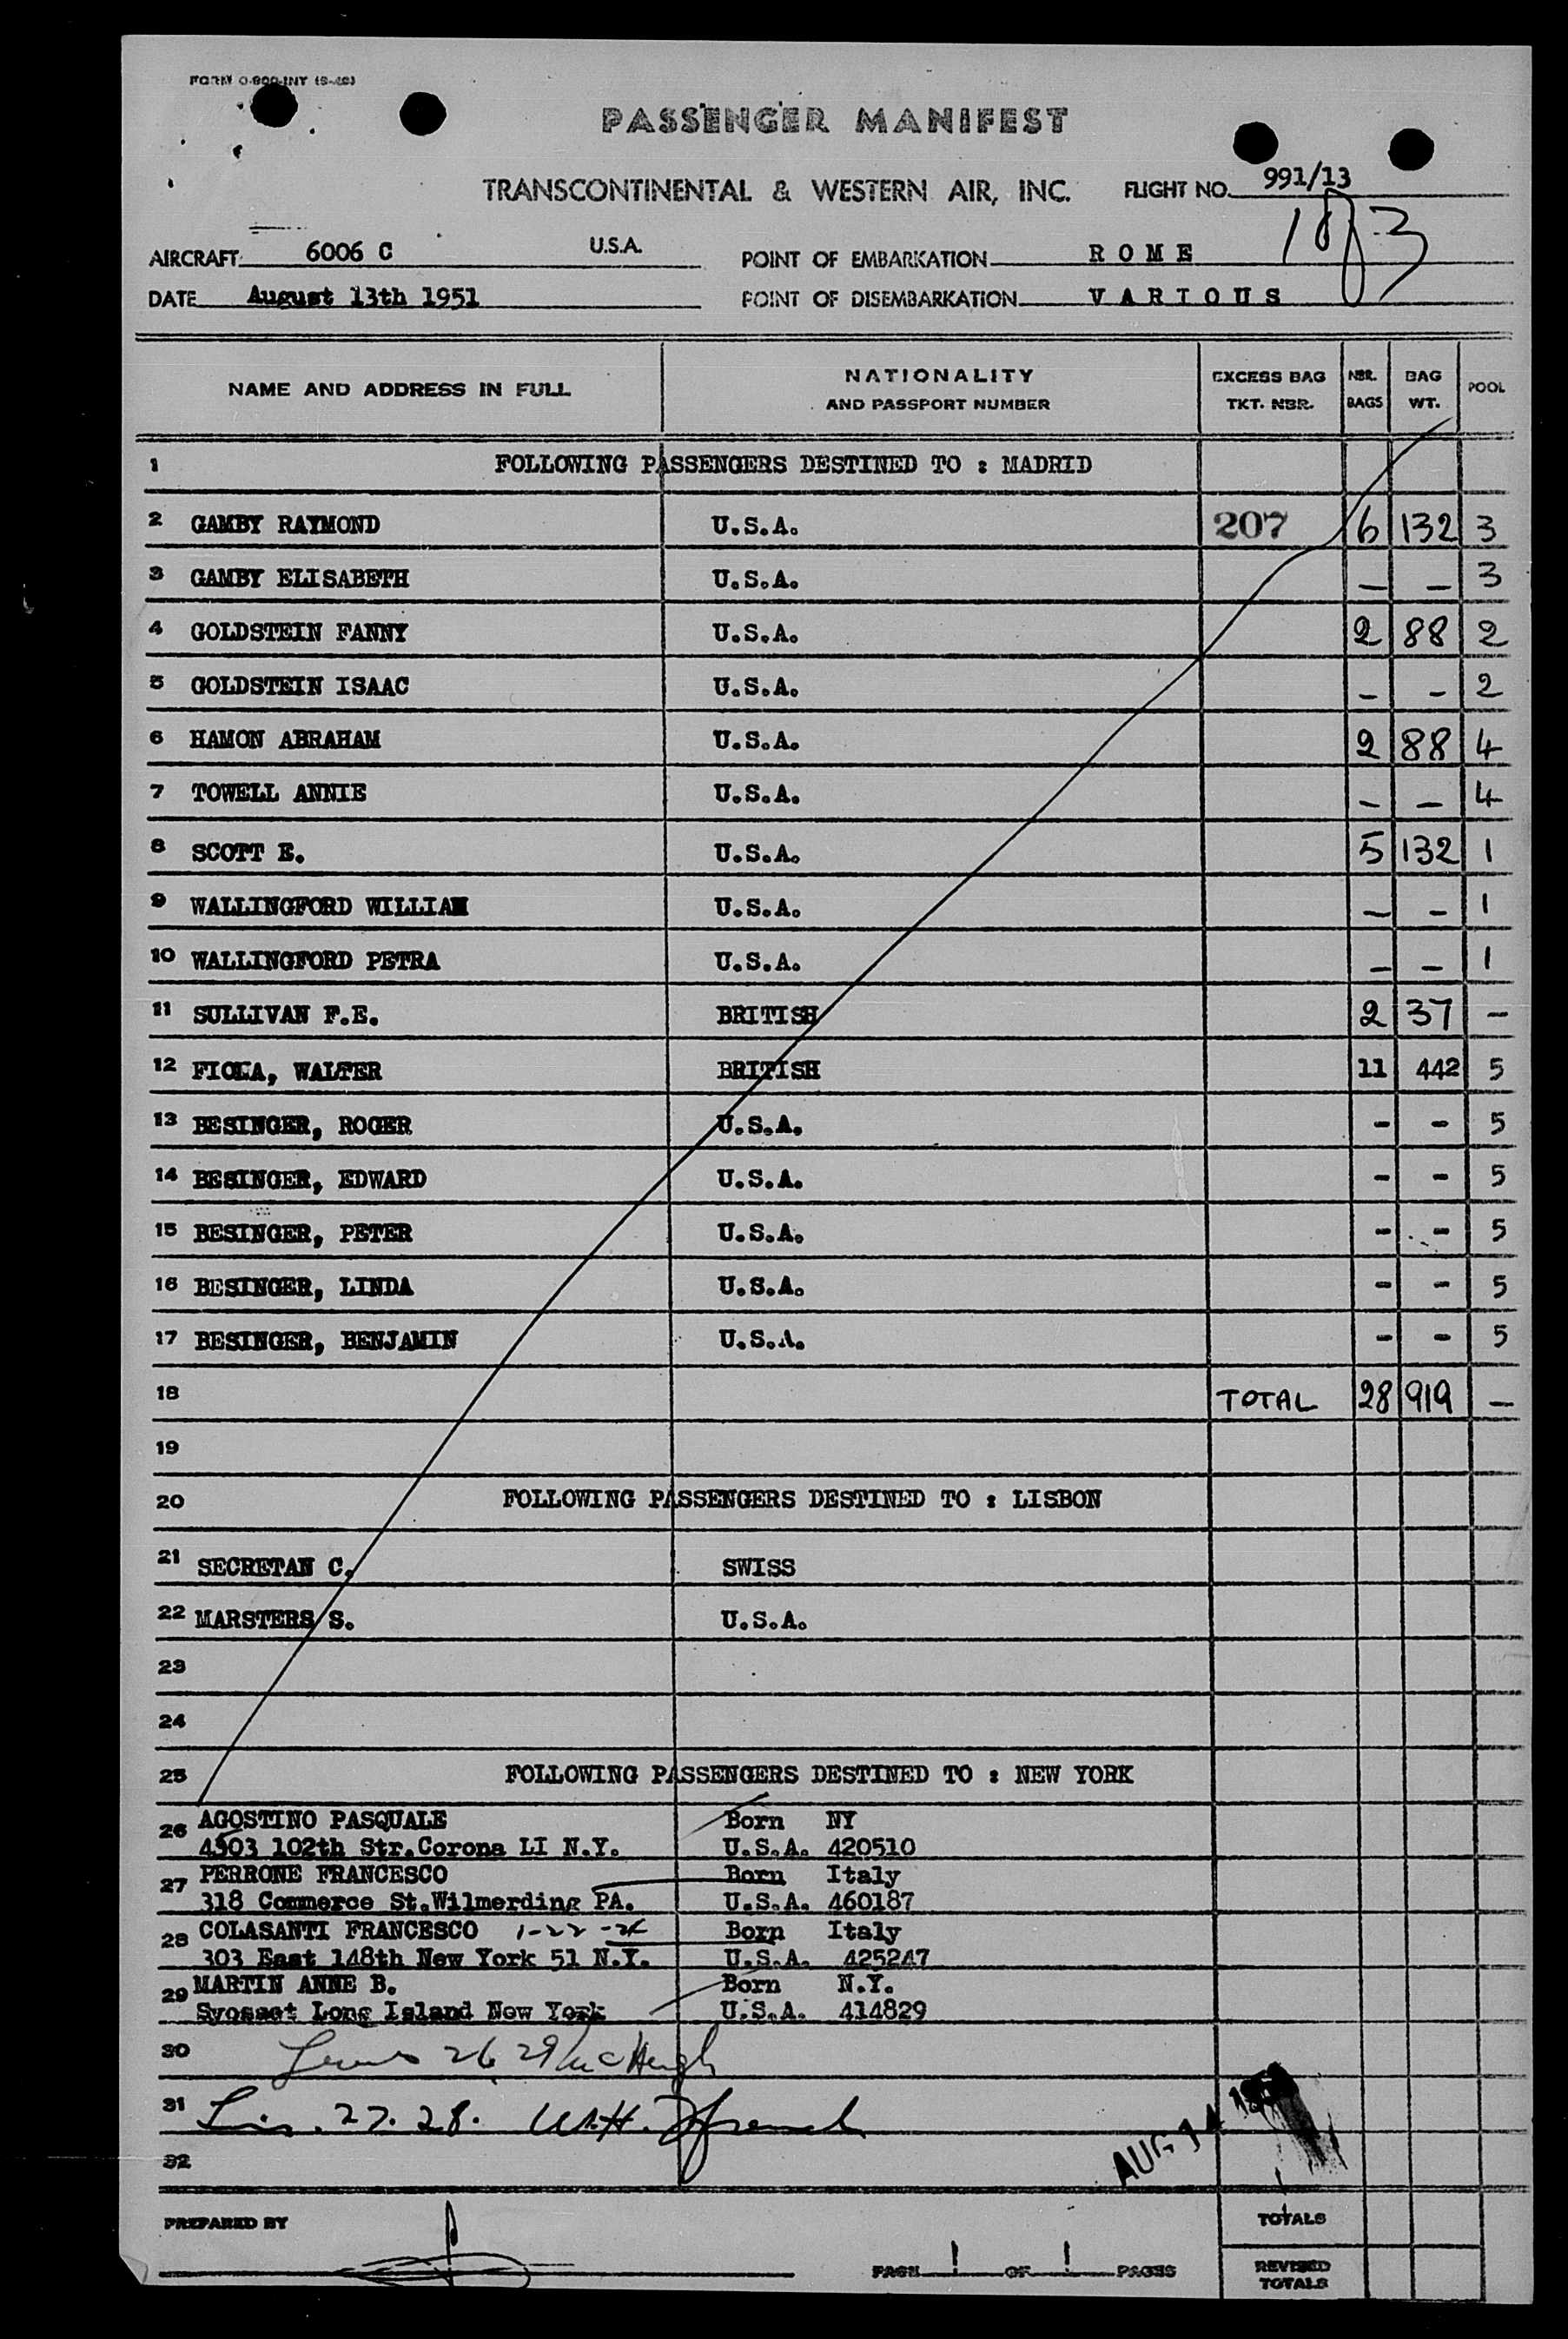 FORM O-800-INT (8-48)
PASSENGER MANIFEST
TRANSCONTINENTAL & WESTERN AIR, INC. FLIGHT NO. 991/13
AIRCRAFT 6006 C U.S.A. POINT OF EMBARKATION R O M E
DATE August 13th 1951 POINT OF DISEMBARKATION V A R I O U S
NAME AND ADDRESS IN FULL NATIONALITY AND PASSPORT NUMBER EXCESS BAG TKT. NBR. NBR. BAGS BAG WT. POOL
1 FOLLOWING PASSENGERS DESTINED TO : MADRID
2 GAMBY RAYMOND U.S.A. 207 6 132 3
3 GAMBY ELISABETH U.S.A. — — 3
4 GOLDSTEIN FANNY U.S.A. 2 88 2
5 GOLDSTEIN ISAAC U.S.A. - - 2
6 HAMON ABRAHAM U.S.A. 2 88 4
7 TOWELL ANNIE U.S.A. - — 4
8 SCOTT E. U.S.A. 5 132 1
9 WALLINGFORD WILLIAM U.S.A. — - 1
10 WALLINGFORD PETRA U.S.A. — — 1
11 SULLIVAN F.E. BRITISH 2 37 —
12 WALTER BRITISH 11 442 5
13 BESINGER, ROGER U.S.A. - - 5
14 BESINGER, EDWARD U.S.A. - - 5
15 BESINGER, PETER U.S.A. - - 5
16 BESINGER, LINDA U.S.A. - - 5
17 BESINGER, BENJAMIN U.S.A. - - 5
18 TOTAL 28 919 —
19
20 FOLLOWING PASSENGERS DESTINED TO : LISBON
21 SECRETAN C. SWISS
22 MARSTERS S. U.S.A.
23
24
25 FOLLOWING PASSENGERS DESTINED TO : NEW YORK
26 AGOSTINO PASQUALE Born NY
4503 102th Str.Corona LI N.Y. U.S.A. 420510
27 PERRONE FRANCESCO Born Italy
318 Commerce St.Wilmerding PA. U.S.A. 460187
28 COLASANTI FRANCESCO Born Italy
303 East 148th New York 51 N.Y. U.S.A. 425247
29 MARTIN ANNE B. Born N.Y.
Syosset Long Island New York U.S.A. 414829
30 26 29
31 27. 28. W.H.
32 AUG 14
PREPARED BY TOTALS
PAGE 1 OF 1 PAGES REVISED TOTALS